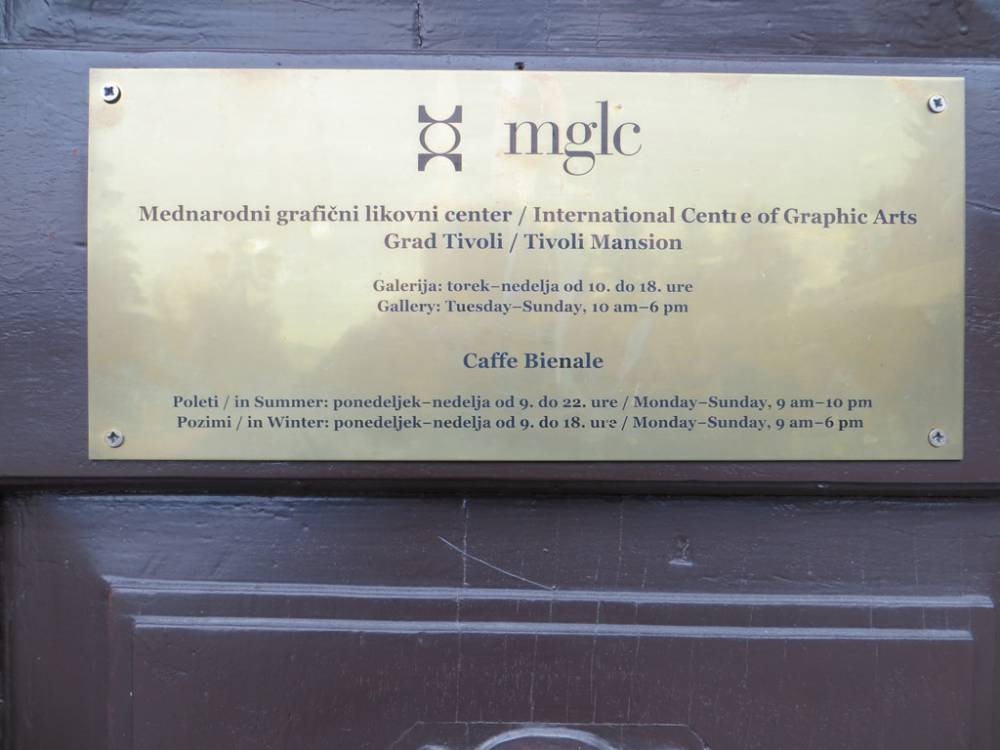 mglc
Mednarodni grafični likovni center / International Centre of Graphic Arts
Grad Tivoli / Tivoli Mansion
Galerija: torek–nedelja od 10. do 18. ure
Gallery: Tuesday–Sunday, 10 am–6 pm
Caffe Bienale
Poleti / in Summer: ponedeljek–nedelja od 9. do 22. ure / Monday–Sunday, 9 am–10 pm
Pozimi / in Winter: ponedeljek–nedelja od 9. do 18. ure / Monday–Sunday, 9 am–6 pm